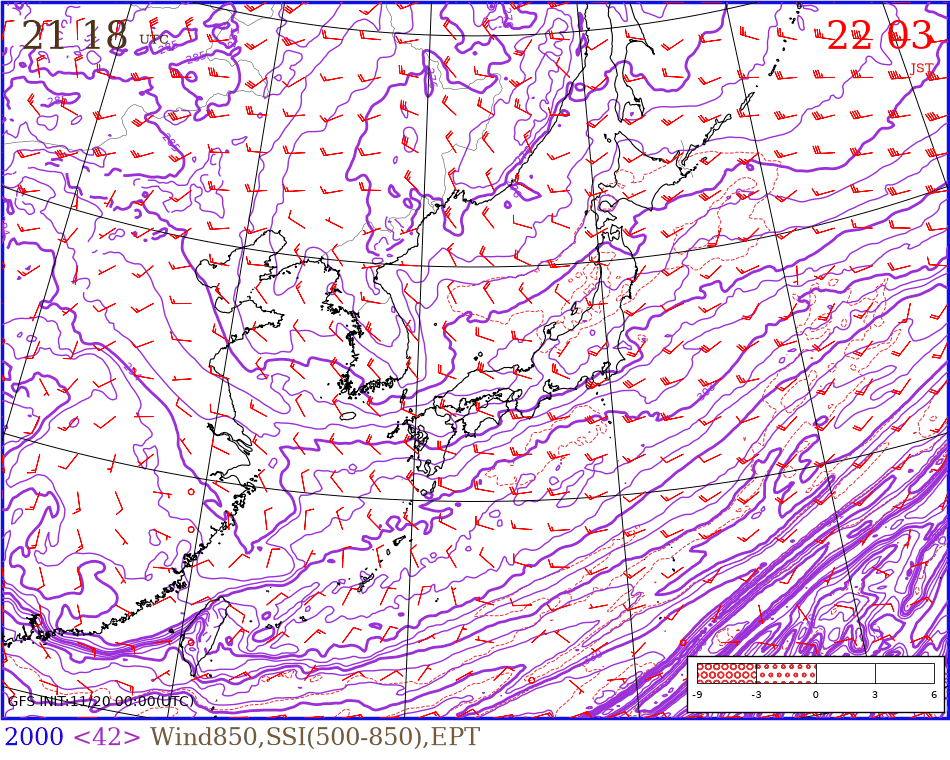 21 18 UTC
22 03
JST
285
GFS INIT:11/20 00:00(UTC)
-9 -3 0 3 6
2000 <42> Wind850,SSI(500-850),EPT